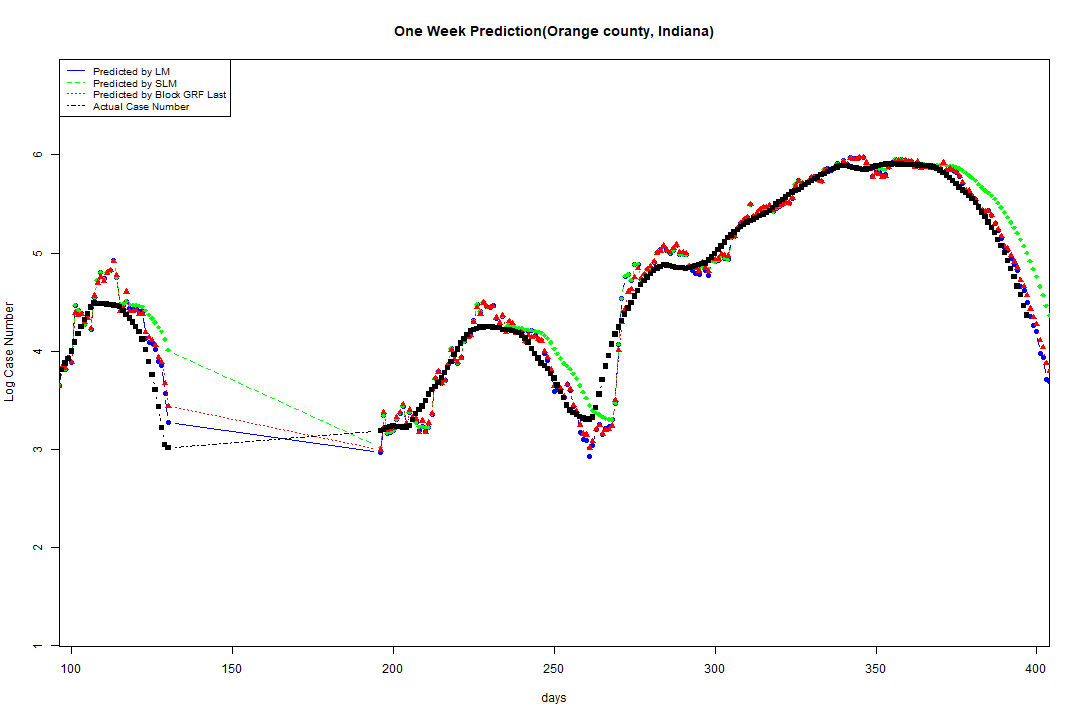 One Week Prediction(Orange county, Indiana)
Predicted by LM
Predicted by SLM
Predicted by Block GRF Last
Actual Case Number
Log Case Number
6
5
4
3
2
1
100 150 200 250 300 350 400
days